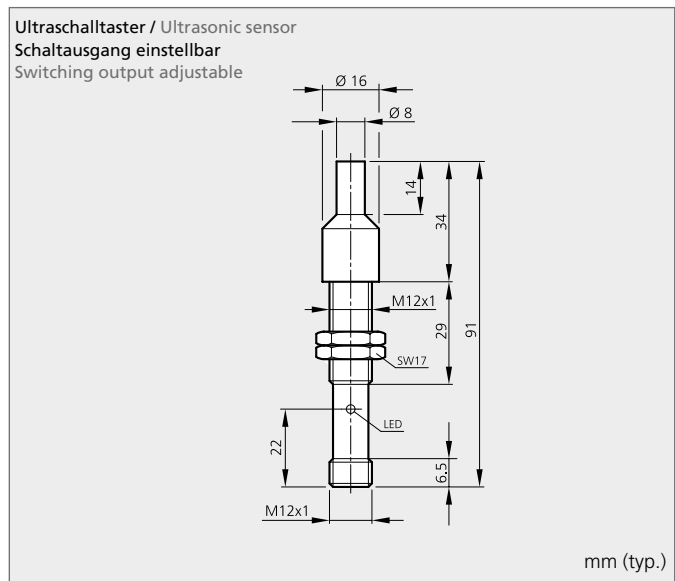 Ultraschalltaster / Ultrasonic sensor
Schaltausgang einstellbar
Switching output adjustable
Ø 16
Ø 8
14
34
M12x1
29
91
SW17
LED
22
6.5
M12x1
mm (typ.)